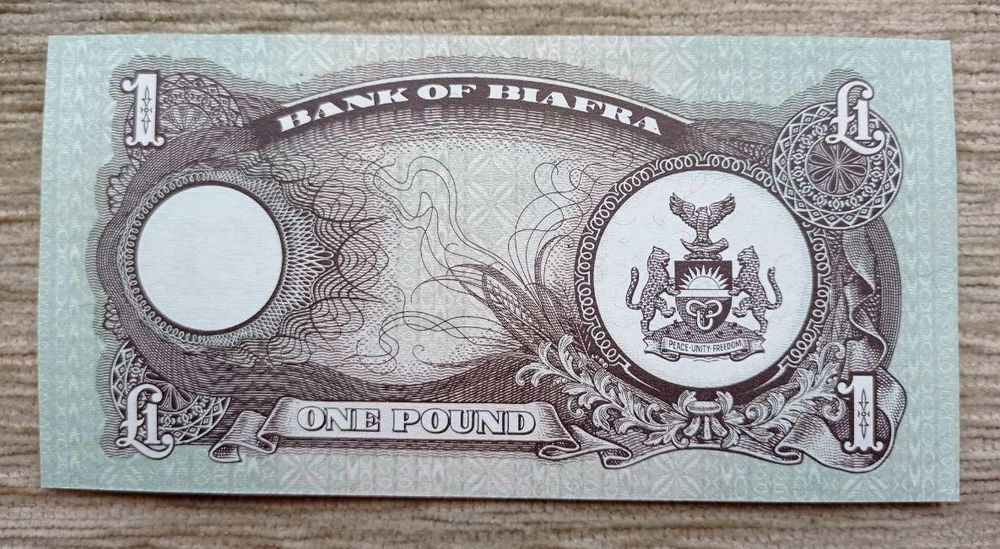 1
BANK OF BIAFRA
£1
PEACE·UNITY·FREEDOM
£1
ONE POUND
1